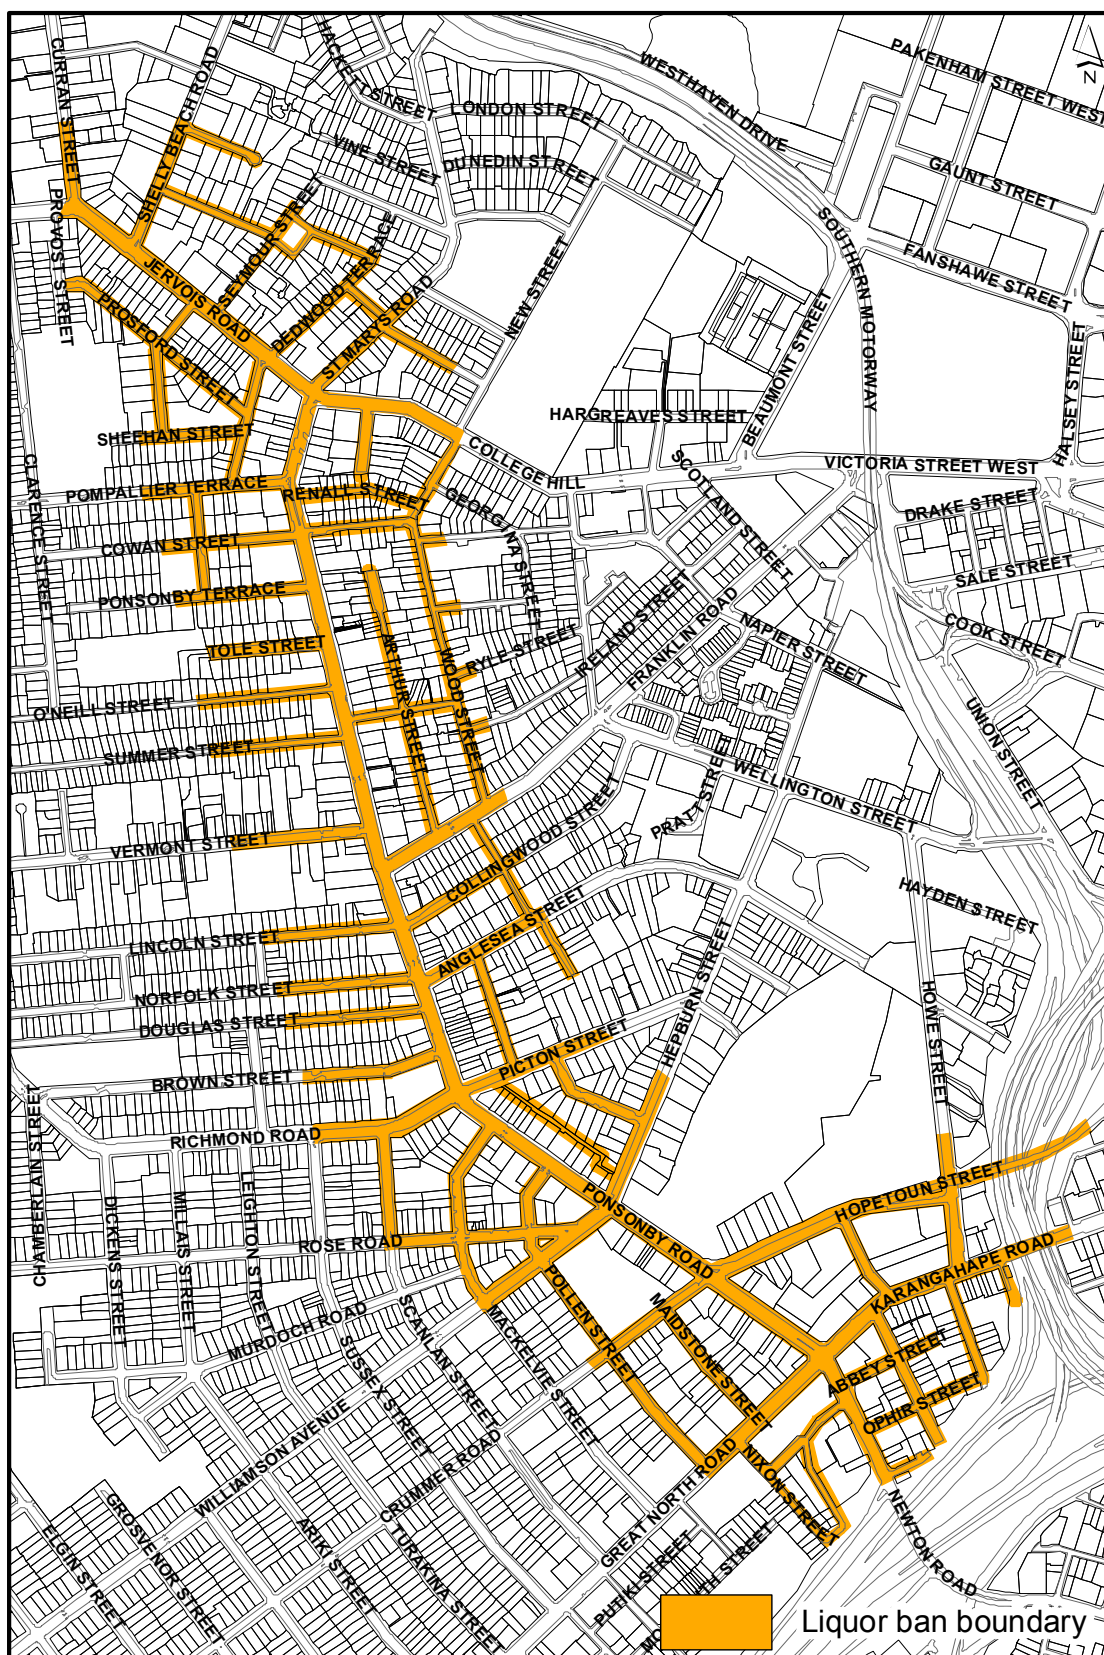 CURRAN STREET
SHELLY BEACH ROAD
HACKETT STREET
LONDON STREET
WESTHAVEN DRIVE
PAKENHAM STREET WEST
N
VINE STREET
DUNEDIN STREET
GAUNT STREET
PROVOST STREET
SEYMOUR STREET
DEDWOOD TERRACE
SOUTHERN MOTORWAY
FANSHAWE STREET
JERVOIS ROAD
ST MARYS ROAD
NEW STREET
BEAUMONT STREET
HALSEY STREET
PROSFORD STREET
HARGREAVES STREET
SHEEHAN STREET
COLLEGE HILL
VICTORIA STREET WEST
SCOTLAND STREET
CLARENCE STREET
POMPALLIER TERRACE
RENALL STREET
GEORGINA STREET
DRAKE STREET
COWAN STREET
SALE STREET
PONSONBY TERRACE
IRELAND STREET
FRANKLIN ROAD
NAPIER STREET
COOK STREET
TOLE STREET
ARTHUR STREET
WOOD STREET
RYLE STREET
O'NEILL STREET
UNION STREET
SUMMER STREET
PRATT STREET
WELLINGTON STREET
VERMONT STREET
COLLINGWOOD STREET
HAYDEN STREET
LINCOLN STREET
ANGLESEA STREET
NORFOLK STREET
HEPBURN STREET
HOWE STREET
DOUGLAS STREET
PICTON STREET
BROWN STREET
CHAMBERLAIN STREET
RICHMOND ROAD
DICKENS STREET
MILLAIS STREET
LEIGHTON STREET
PONSONBY ROAD
HOPETOUN STREET
ROSE ROAD
KARANGAHAPE ROAD
POLLEN STREET
MURDOCH ROAD
SCANLAN STREET
MACKELVIE STREET
MAIDSTONE STREET
SUSSEX STREET
ABBEY STREET
OPHIR STREET
WILLIAMSON AVENUE
CRUMMER ROAD
GREAT NORTH ROAD
NIXON STREET
NEWTON ROAD
GROSVENOR STREET
ELGIN STREET
ARIKI STREET
TURAKINA STREET
PUTIKI STREET
Liquor ban boundary